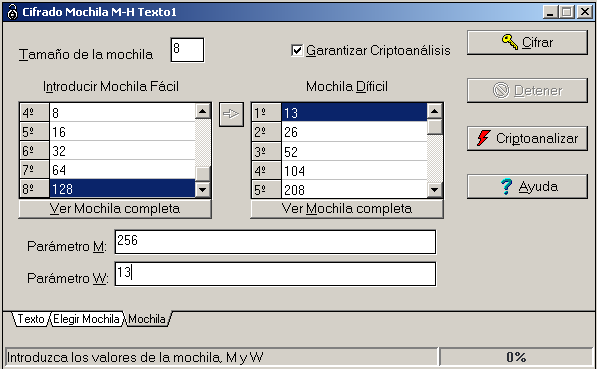 Cifrado Mochila M-H Texto1
Tamaño de la mochila 8 Garantizar Criptoanálisis Cifrar
Introducir Mochila Fácil Mochila Díficil Detener
4º 8 1º 13
5º 16 2º 26
6º 32 3º 52 Criptoanalizar
7º 64 4º 104
8º 128 5º 208 Ayuda
Ver Mochila completa Ver Mochila completa
Parámetro M: 256
Parámetro W: 13
Texto Elegir Mochila Mochila
Introduzca los valores de la mochila, M y W 0%